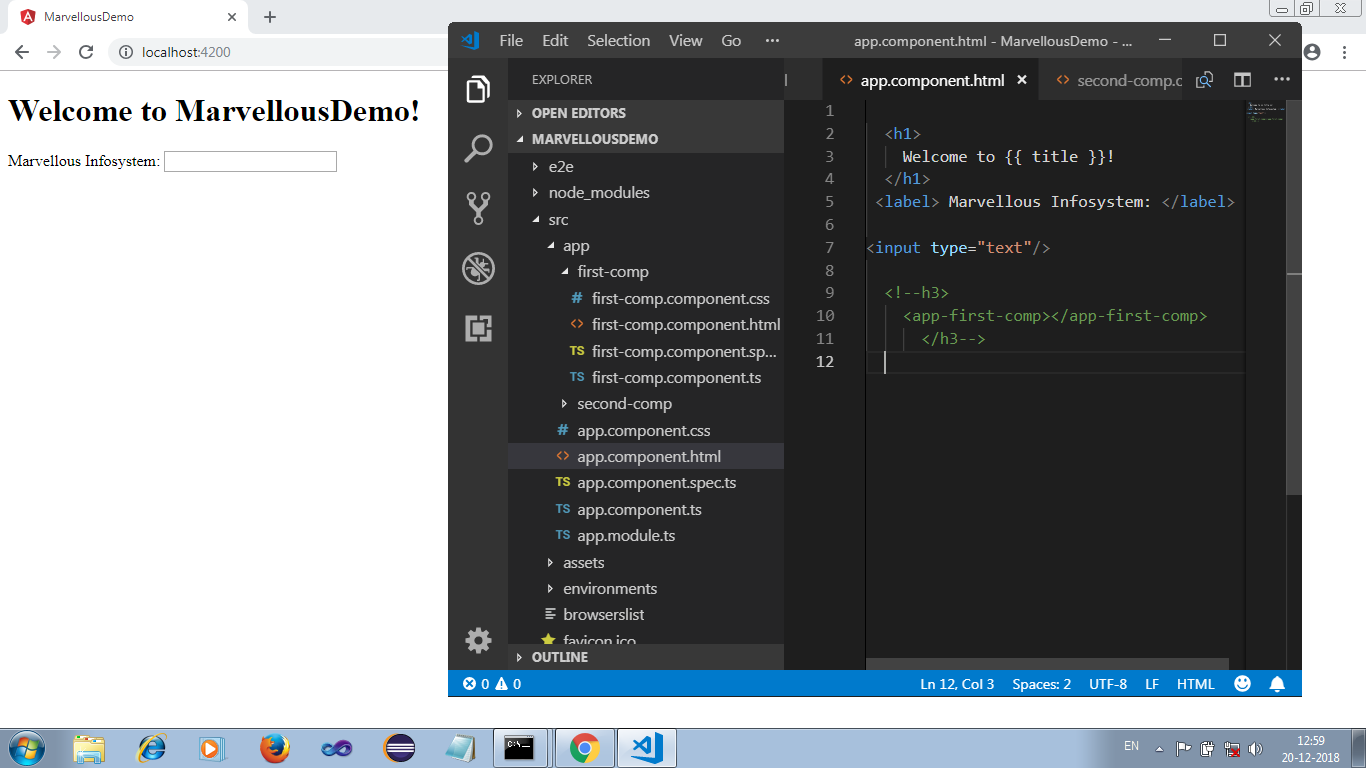 MarvellousDemo
localhost:4200
Welcome to MarvellousDemo!
Marvellous Infosystem:
File Edit Selection View Go ··· app.component.html - MarvellousDemo - ...
EXPLORER
OPEN EDITORS
MARVELLOUSDEMO
e2e
node_modules
src
app
first-comp
# first-comp.component.css
<> first-comp.component.html
TS first-comp.component.sp...
TS first-comp.component.ts
second-comp
# app.component.css
<> app.component.html
TS app.component.spec.ts
TS app.component.ts
TS app.module.ts
assets
environments
browserslist
favicon.ico
OUTLINE
<> app.component.html × <> second-comp.c ···
1
2 <h1>
3 Welcome to {{ title }}!
4 </h1>
5 <label> Marvellous Infosystem: </label>
6
7 <input type="text"/>
8
9 <!--h3>
10 <app-first-comp></app-first-comp>
11 </h3-->
12
0 0 Ln 12, Col 3 Spaces: 2 UTF-8 LF HTML
C:\.
EN 12:59
20-12-2018